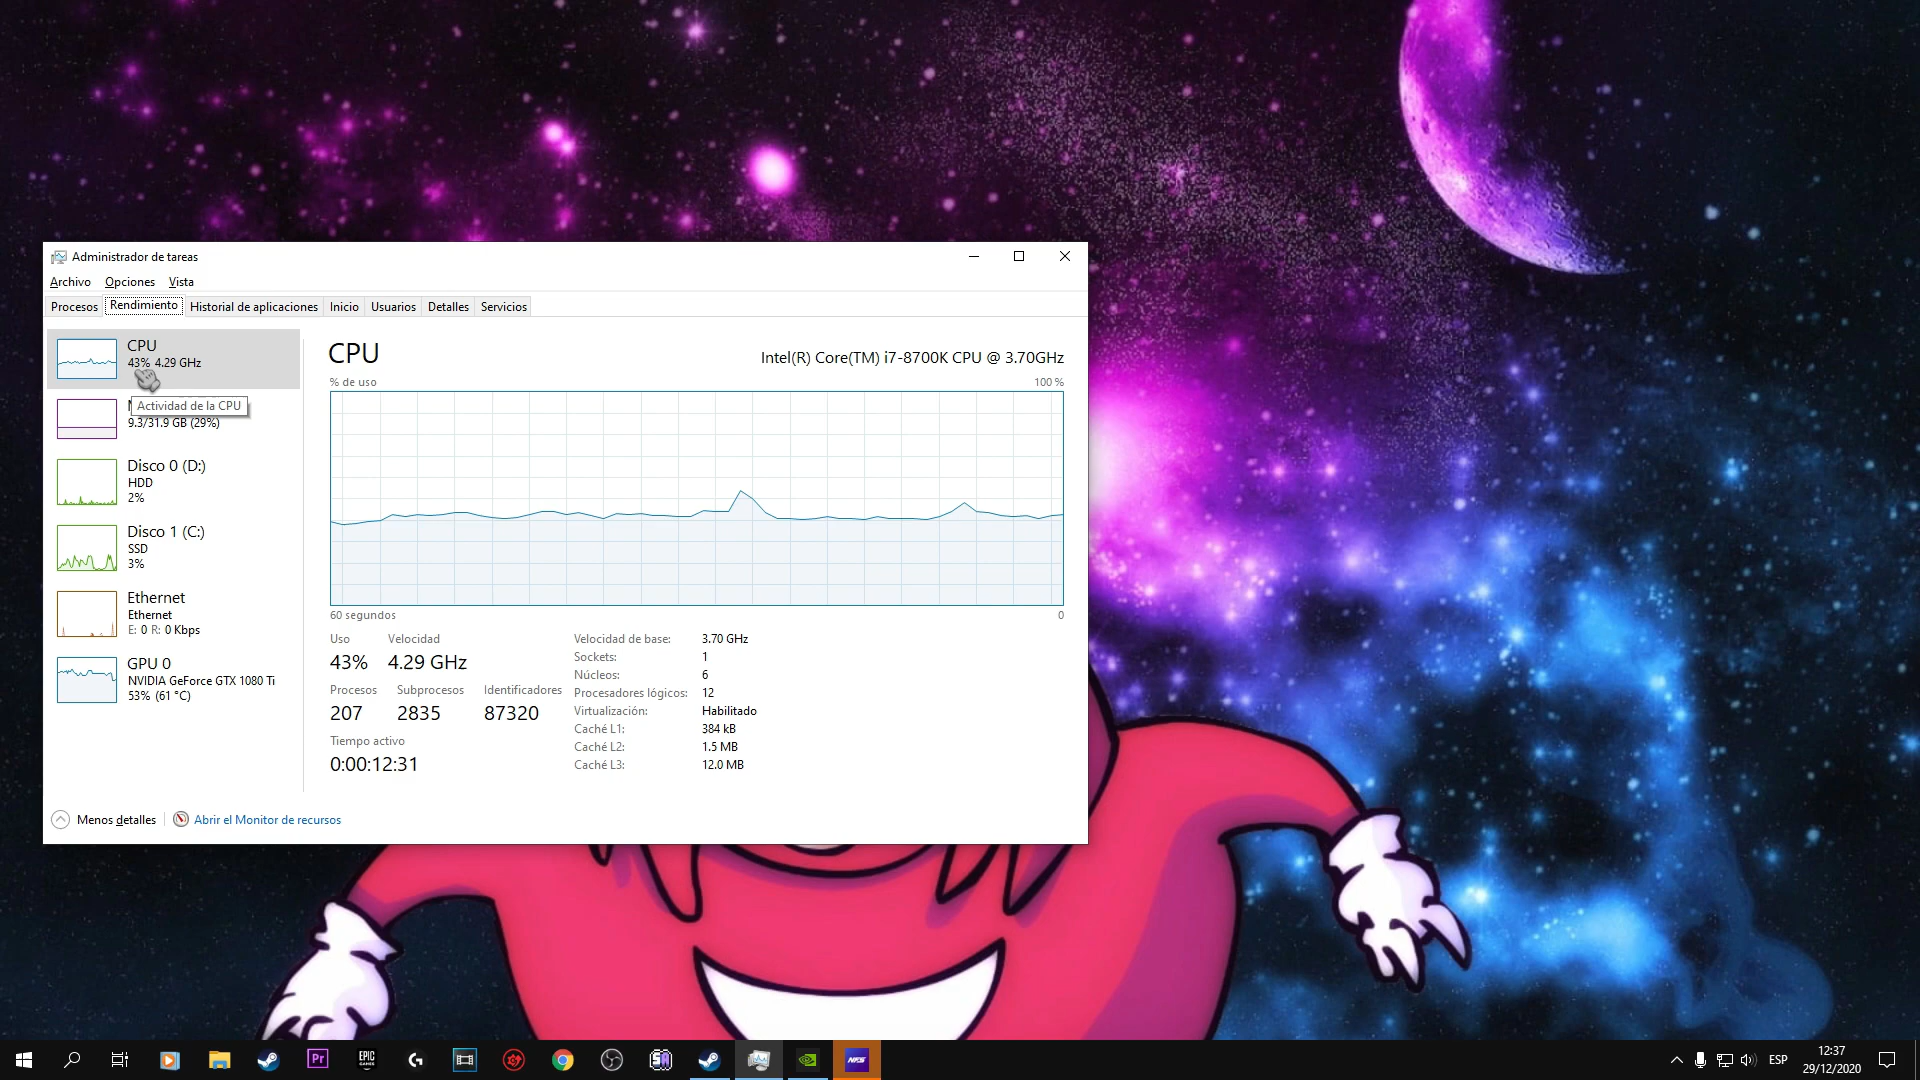 Administrador de tareas
Archivo Opciones Vista
Procesos Rendimiento Historial de aplicaciones Inicio Usuarios Detalles Servicios
CPU
43% 4.29 GHz
Actividad de la CPU
9.3/31.9 GB (29%)
Disco 0 (D:)
HDD
2%
Disco 1 (C:)
SSD
3%
Ethernet
Ethernet
E: 0 R: 0 Kbps
GPU 0
NVIDIA GeForce GTX 1080 Ti
53% (61 °C)
CPU
Intel(R) Core(TM) i7-8700K CPU @ 3.70GHz
% de uso 100 %
60 segundos 0
Uso Velocidad
43% 4.29 GHz
Procesos Subprocesos Identificadores
207 2835 87320
Tiempo activo
0:00:12:31
Velocidad de base: 3.70 GHz
Sockets: 1
Núcleos: 6
Procesadores lógicos: 12
Virtualización: Habilitado
Caché L1: 384 kB
Caché L2: 1.5 MB
Caché L3: 12.0 MB
Menos detalles
Abrir el Monitor de recursos
Pr
EPIC
GAMES
NFS
ESP
12:37
29/12/2020